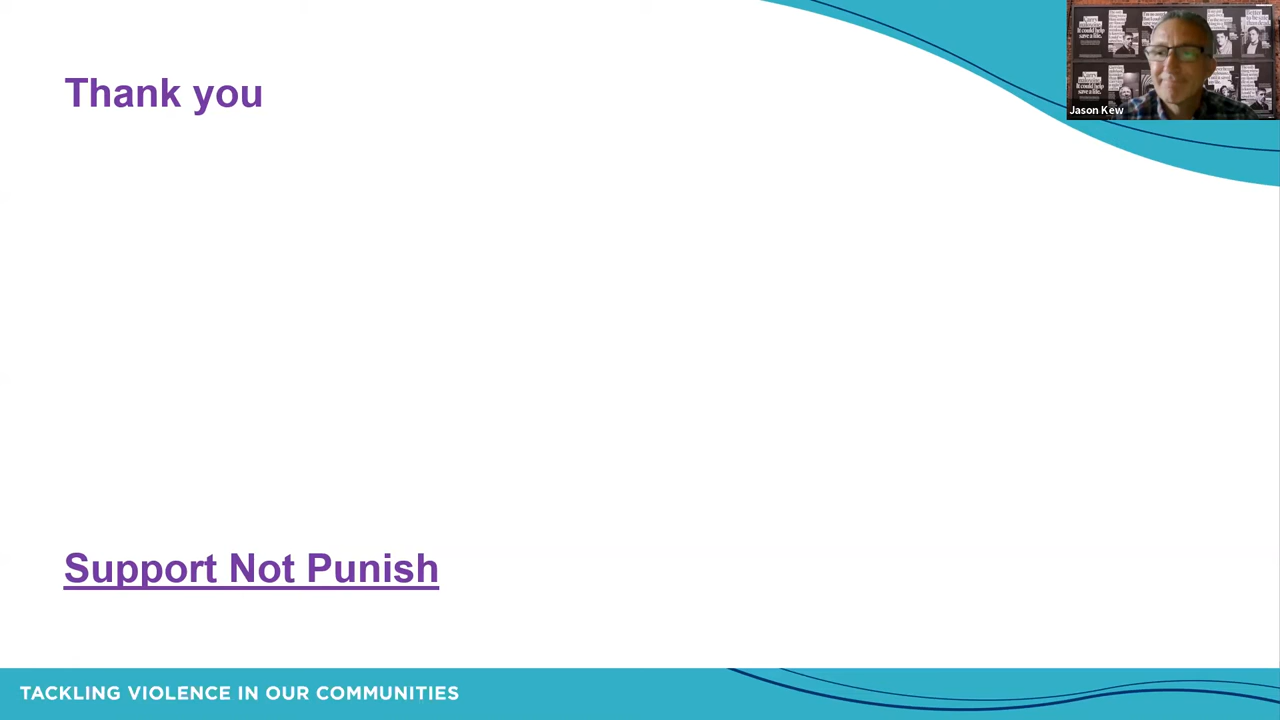 Thank you
Jason Kew
Support Not Punish
TACKLING VIOLENCE IN OUR COMMUNITIES